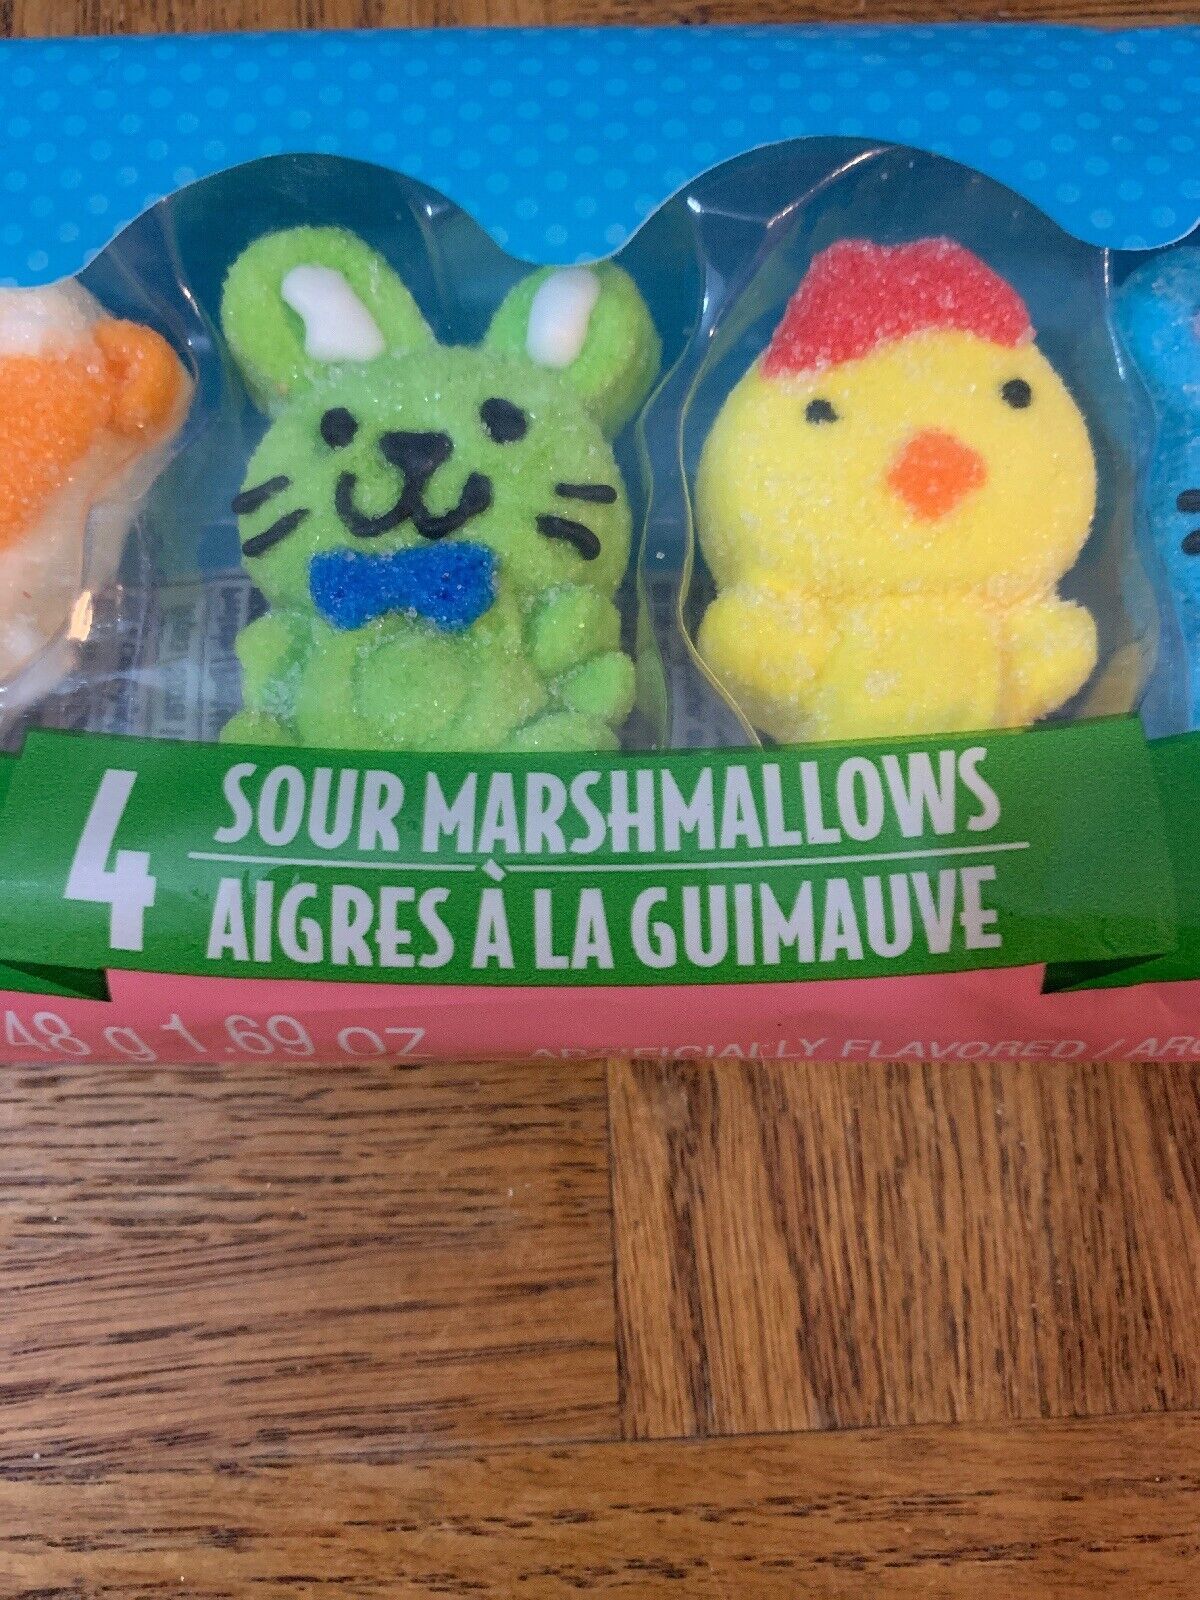 4 SOUR MARSHMALLOWS
AIGRES À LA GUIMAUVE
48 g 1.69 OZ ARTIFICIALLY FLAVORED /